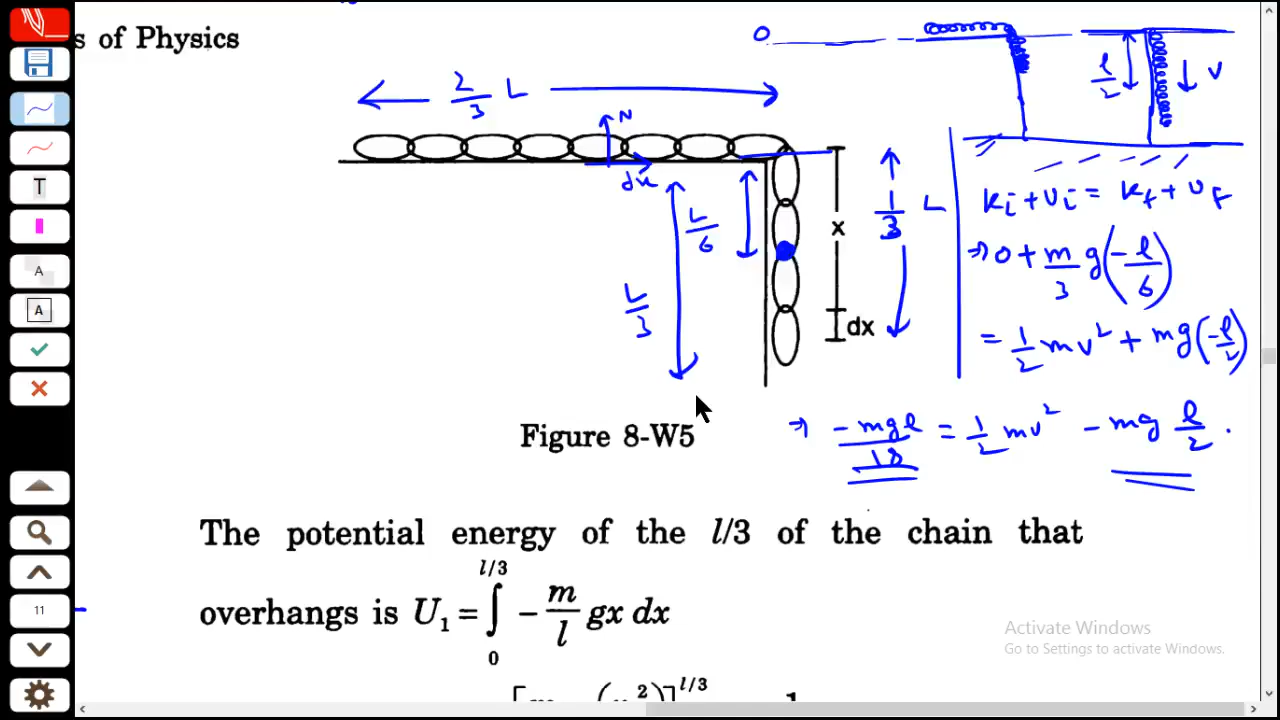 s of Physics
0
2/3 L
N
dx
L/6
L/3
x
dx
1/3 L
l/2
v
Ki + Ui = Kf + Uf
⇒ 0 + m/3 g(-l/6)
= 1/2 mv² + mg(-l/2)
⇒ -mgl/18 = 1/2 mv² - mg l/2.
Figure 8-W5
The potential energy of the l/3 of the chain that
overhangs is U₁ = ∫₀^{l/3} - m/l gx dx
T
A
A
11
Activate Windows
Go to Settings to activate Windows.